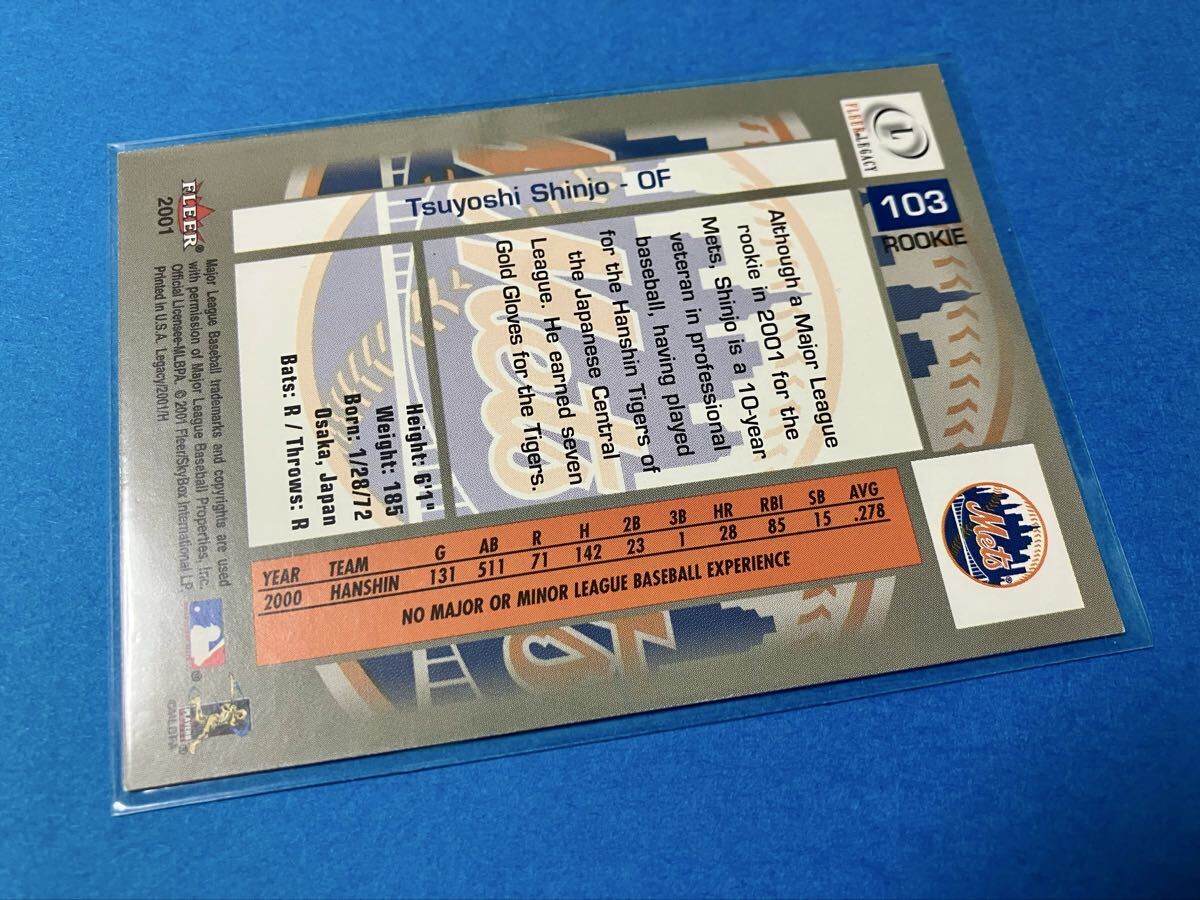 FLEER LEGACY
L
103
ROOKIE
Tsuyoshi Shinjo - OF
Although a Major League
rookie in 2001 for the
Mets, Shinjo is a 10-year
veteran in professional
baseball, having played
for the Hanshin Tigers of
the Japanese Central
League. He earned seven
Gold Gloves for the Tigers.
Mets
Height: 6'1"
Weight: 185
Born: 1/28/72
Osaka, Japan
Bats: R / Throws: R
Mets
YEAR TEAM G AB R H 2B 3B HR RBI SB AVG
2000 HANSHIN 131 511 71 142 23 1 28 85 15 .278
NO MAJOR OR MINOR LEAGUE BASEBALL EXPERIENCE
FLEER®
2001
Major League Baseball trademarks and copyrights are used
with permission of Major League Baseball Properties, Inc.
Official Licensee-MLBPA. © 2001 Fleer/SkyBox International LP.
Printed in U.S.A. Legacy/2001/H
©MLBPA